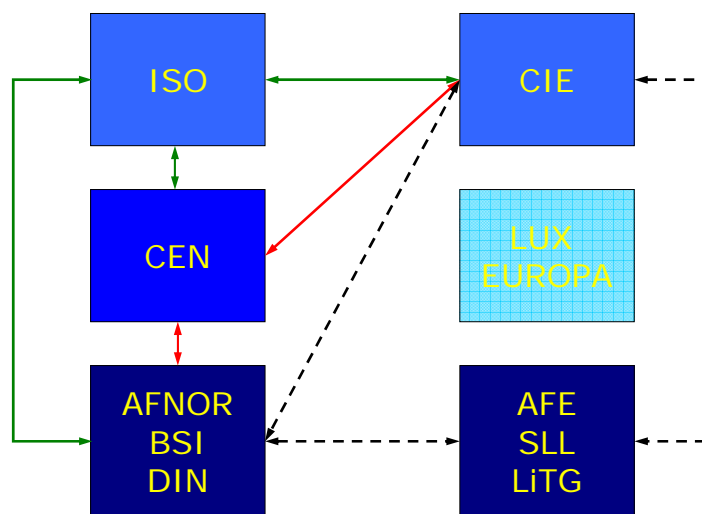 ISO
CIE
CEN
LUX
EUROPA
AFNOR
BSI
DIN
AFE
SLL
LiTG